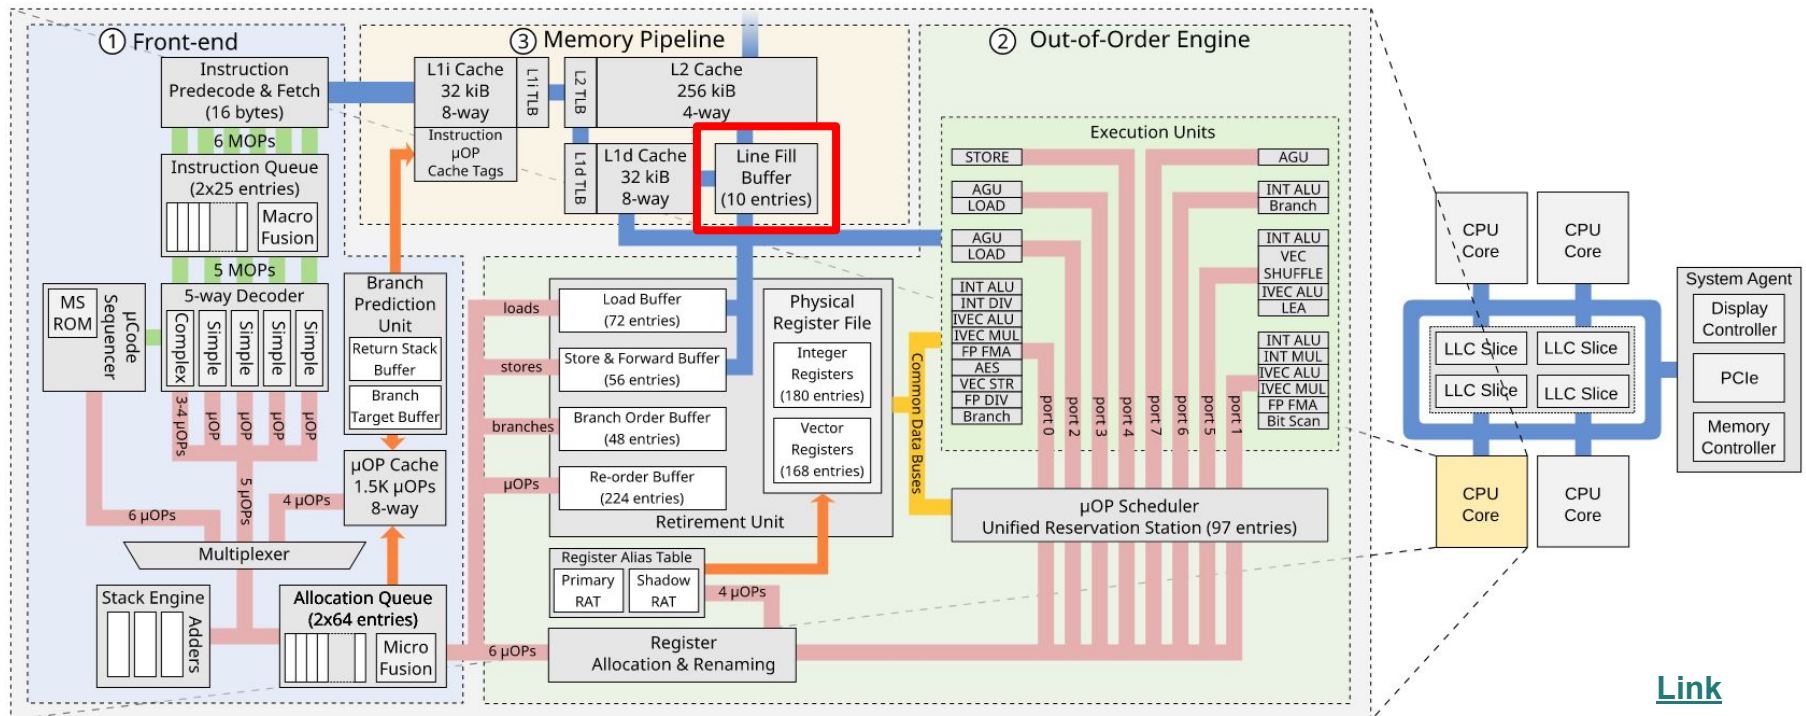 ① Front-end
Instruction
Predecode & Fetch
(16 bytes)
6 MOPs
Instruction Queue
(2x25 entries)
Macro
Fusion
5 MOPs
MS
ROM
µCode
Sequencer
5-way Decoder
Complex
Simple
Simple
Simple
Simple
3-4 µOPs
µOP
µOP
µOP
µOP
Branch
Prediction
Unit
Return Stack
Buffer
Branch
Target Buffer
µOP Cache
1.5K µOPs
8-way
6 µOPs
5 µOPs
4 µOPs
Multiplexer
Stack Engine
Adders
Allocation Queue
(2x64 entries)
Micro
Fusion
③ Memory Pipeline
L1i Cache
32 kiB
8-way
L1i TLB
Instruction
µOP
Cache Tags
L2 TLB
L2 Cache
256 kiB
4-way
L1d TLB
L1d Cache
32 kiB
8-way
Line Fill
Buffer
(10 entries)
② Out-of-Order Engine
loads
stores
branches
µOPs
6 µOPs
Load Buffer
(72 entries)
Store & Forward Buffer
(56 entries)
Branch Order Buffer
(48 entries)
Re-order Buffer
(224 entries)
Retirement Unit
Physical
Register File
Integer
Registers
(180 entries)
Vector
Registers
(168 entries)
Register Alias Table
Primary
RAT
Shadow
RAT
4 µOPs
Register
Allocation & Renaming
Common Data Buses
Execution Units
STORE
AGU
LOAD
AGU
LOAD
INT ALU
INT DIV
IVEC ALU
IVEC MUL
FP FMA
AES
VEC STR
FP DIV
Branch
port 0
port 2
port 3
port 4
port 7
port 6
port 5
port 1
AGU
INT ALU
Branch
INT ALU
VEC
SHUFFLE
IVEC ALU
LEA
INT ALU
INT MUL
IVEC ALU
IVEC MUL
FP FMA
Bit Scan
µOP Scheduler
Unified Reservation Station (97 entries)
CPU
Core
CPU
Core
LLC Slice
LLC Slice
LLC Slice
LLC Slice
CPU
Core
CPU
Core
System Agent
Display
Controller
PCIe
Memory
Controller
Link